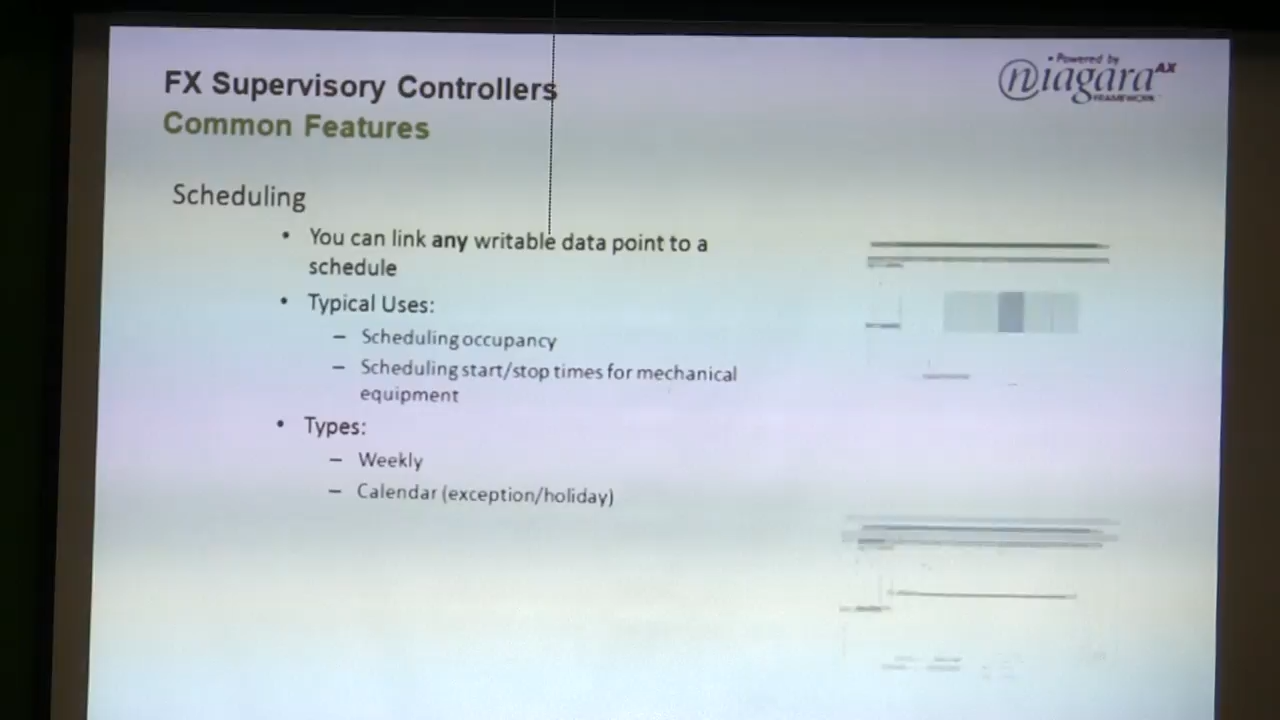 FX Supervisory Controllers
Common Features
Powered by
niagara AX
FRAMEWORK
Scheduling
• You can link any writable data point to a
schedule
• Typical Uses:
– Scheduling occupancy
– Scheduling start/stop times for mechanical
equipment
• Types:
– Weekly
– Calendar (exception/holiday)